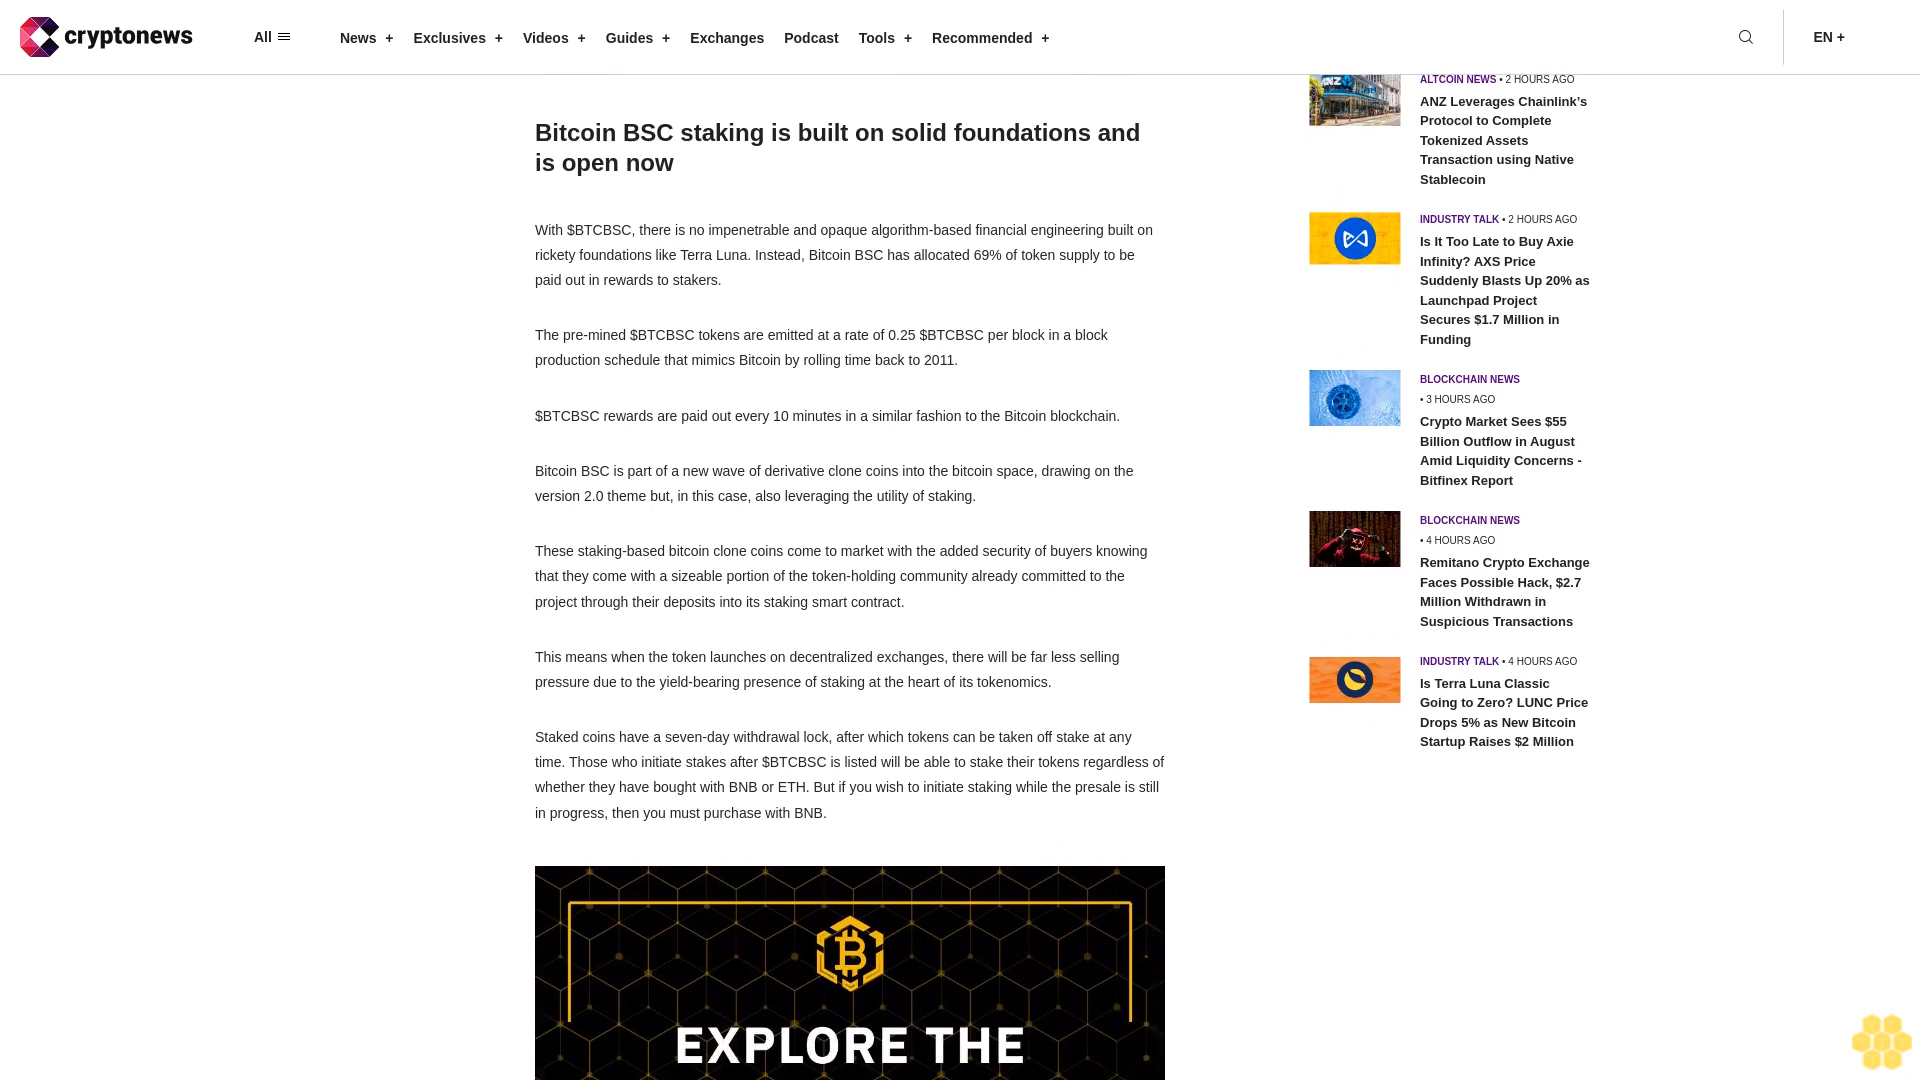 cryptonews
All
News +
Exclusives +
Videos +
Guides +
Exchanges
Podcast
Tools +
Recommended +
EN +
Bitcoin BSC staking is built on solid foundations and
is open now
With $BTCBSC, there is no impenetrable and opaque algorithm-based financial engineering built on
rickety foundations like Terra Luna. Instead, Bitcoin BSC has allocated 69% of token supply to be
paid out in rewards to stakers.
The pre-mined $BTCBSC tokens are emitted at a rate of 0.25 $BTCBSC per block in a block
production schedule that mimics Bitcoin by rolling time back to 2011.
$BTCBSC rewards are paid out every 10 minutes in a similar fashion to the Bitcoin blockchain.
Bitcoin BSC is part of a new wave of derivative clone coins into the bitcoin space, drawing on the
version 2.0 theme but, in this case, also leveraging the utility of staking.
These staking-based bitcoin clone coins come to market with the added security of buyers knowing
that they come with a sizeable portion of the token-holding community already committed to the
project through their deposits into its staking smart contract.
This means when the token launches on decentralized exchanges, there will be far less selling
pressure due to the yield-bearing presence of staking at the heart of its tokenomics.
Staked coins have a seven-day withdrawal lock, after which tokens can be taken off stake at any
time. Those who initiate stakes after $BTCBSC is listed will be able to stake their tokens regardless of
whether they have bought with BNB or ETH. But if you wish to initiate staking while the presale is still
in progress, then you must purchase with BNB.
EXPLORE THE
ANZ
ALTCOIN NEWS • 2 HOURS AGO
ANZ Leverages Chainlink’s
Protocol to Complete
Tokenized Assets
Transaction using Native
Stablecoin
INDUSTRY TALK • 2 HOURS AGO
Is It Too Late to Buy Axie
Infinity? AXS Price
Suddenly Blasts Up 20% as
Launchpad Project
Secures $1.7 Million in
Funding
BLOCKCHAIN NEWS
• 3 HOURS AGO
Crypto Market Sees $55
Billion Outflow in August
Amid Liquidity Concerns -
Bitfinex Report
BLOCKCHAIN NEWS
• 4 HOURS AGO
Remitano Crypto Exchange
Faces Possible Hack, $2.7
Million Withdrawn in
Suspicious Transactions
INDUSTRY TALK • 4 HOURS AGO
Is Terra Luna Classic
Going to Zero? LUNC Price
Drops 5% as New Bitcoin
Startup Raises $2 Million